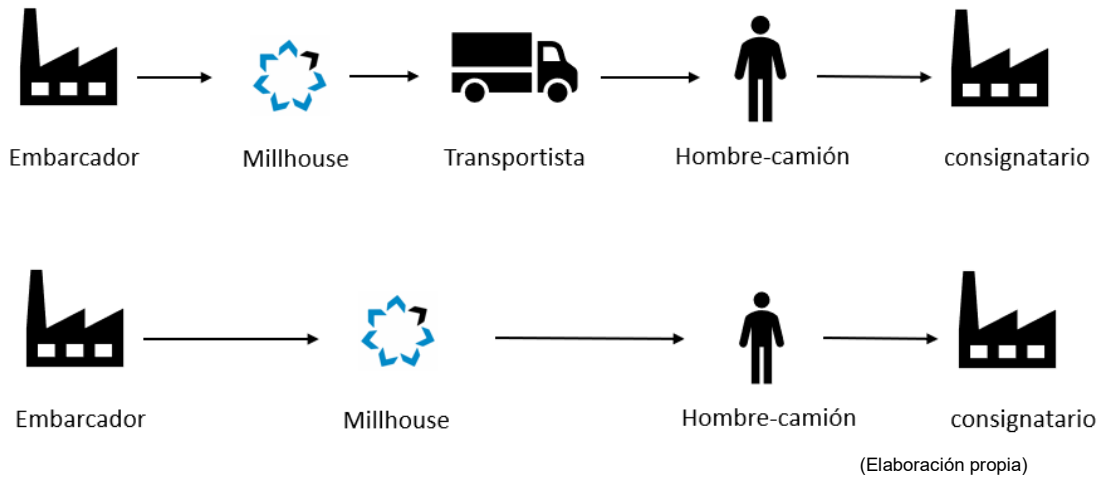 Embarcador Millhouse Transportista Hombre-camión consignatario
Embarcador Millhouse Hombre-camión consignatario
(Elaboración propia)